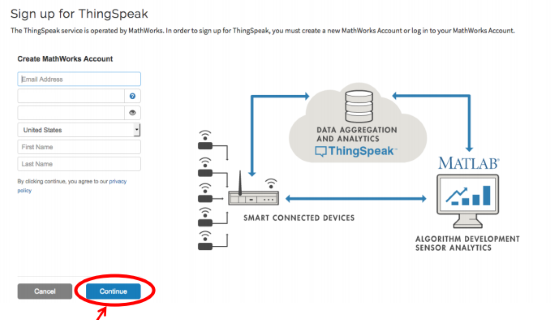 Sign up for ThingSpeak
The ThingSpeak service is operated by MathWorks. In order to sign up for ThingSpeak, you must create a new MathWorks Account or log in to your MathWorks Account.
Create MathWorks Account
Email Address
United States
First Name
Last Name
By clicking continue, you agree to our privacy
policy
Cancel
Continue
DATA AGGREGATION
AND ANALYTICS
ThingSpeak™
SMART CONNECTED DEVICES
MATLAB®
ALGORITHM DEVELOPMENT
SENSOR ANALYTICS